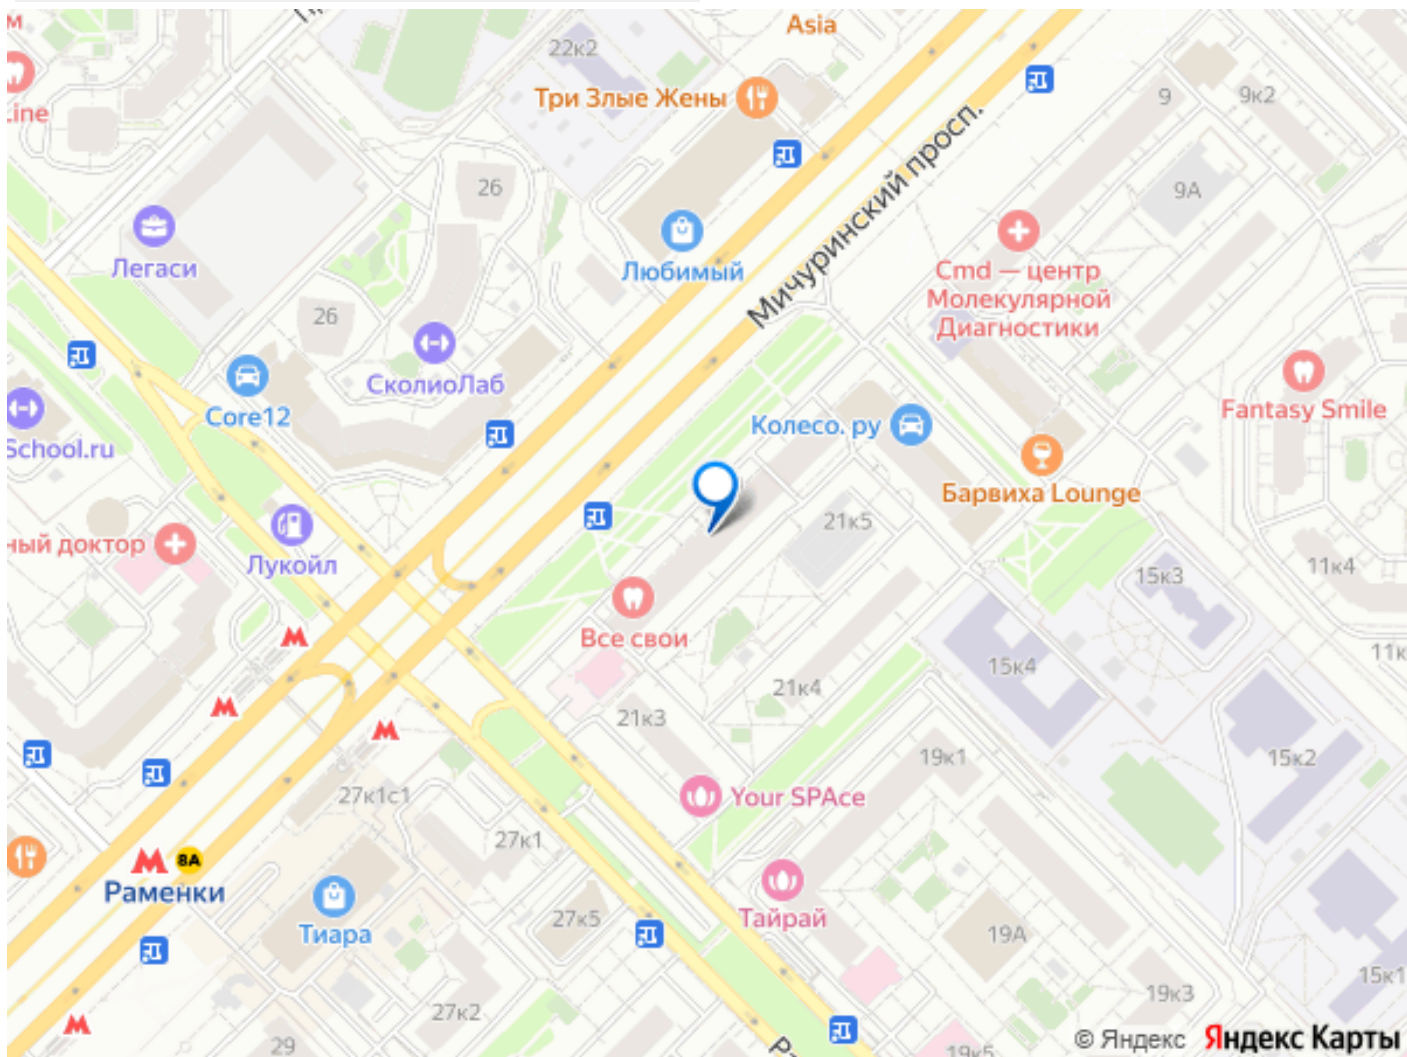 Asia
22к2
Три Злые Жены
9
9к2
Line
26
9А
Мичуринский просп.
Легаси
Любимый
Cmd — центр
Молекулярной
Диагностики
26
СколиоЛаб
Core12
School.ru
Колесо. ру
Fantasy Smile
Барвиха Lounge
21к5
ный доктор
Лукойл
15к3
11к4
Все свои
15к4
11к
21к4
21к3
19к1
15к2
27к1с1
Your SPAce
27к1
8А
Раменки
Тиара
27к5
Тайрай
19А
15к1
27к2
19к3
29
19к5
© Яндекс Яндекс Карты